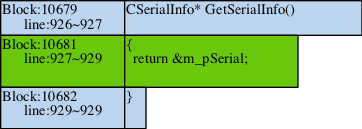 Block:10679 CSerialInfo* GetSerialInfo()
line:926~927
Block:10681 {
line:927~929 return &m_pSerial;
Block:10682 }
line:929~929